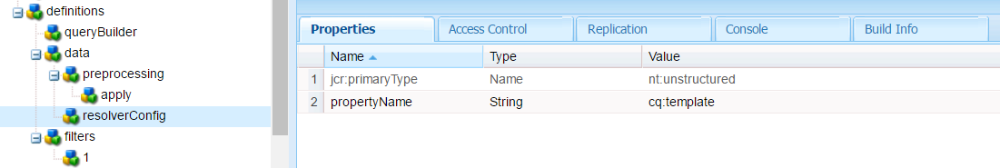 definitions
queryBuilder
data
preprocessing
apply
resolverConfig
filters
1
Properties Access Control Replication Console Build Info
Name Type Value
1 jcr:primaryType Name nt:unstructured
2 propertyName String cq:template